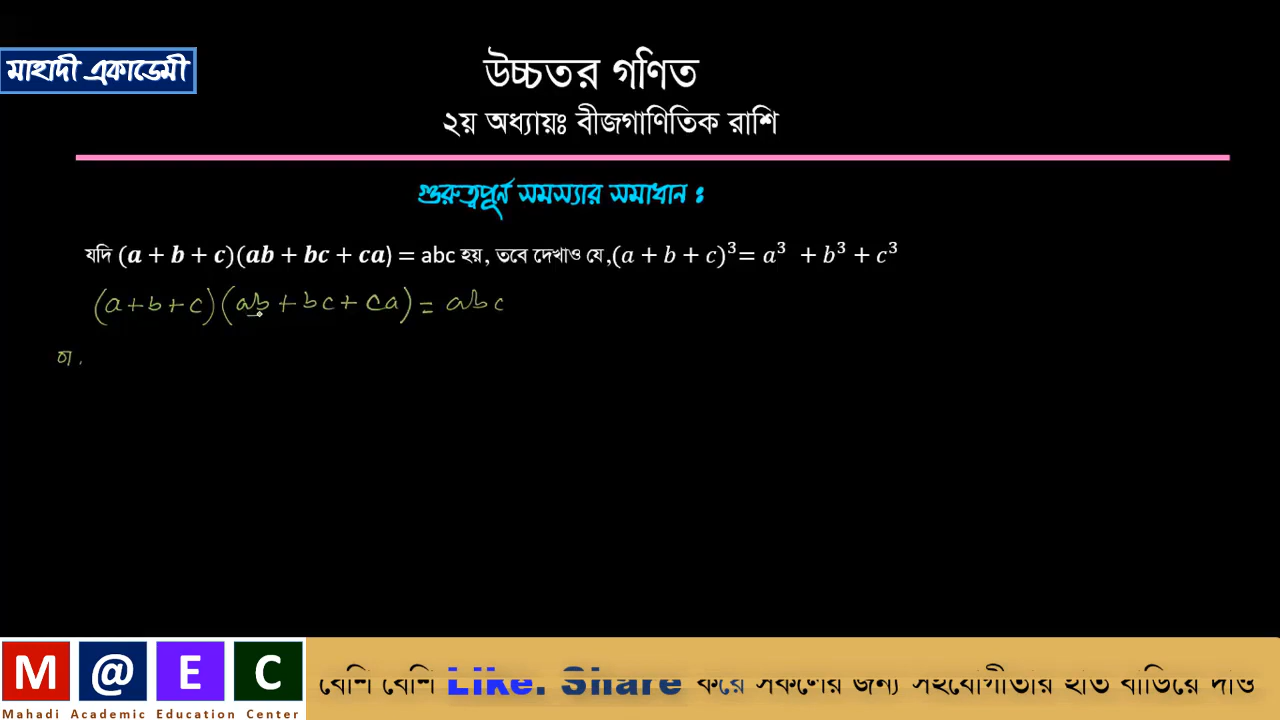 মাহাদী একাডেমী
উচ্চতর গণিত
২য় অধ্যায়ঃ বীজগাণিতিক রাশি
গুরুত্বপূর্ন সমস্যার সমাধান ঃ
যদি (a + b + c)(ab + bc + ca) = abc হয়, তবে দেখাও যে,(a + b + c)³= a³ + b³ + c³
(a+b+c)(ab+bc+ca) = abc
বা.
M @ E C
Mahadi Academic Education Center
বেশি বেশি Like. Share করে সকলের জন্য সহযোগীতার হাত বাড়িয়ে দাও